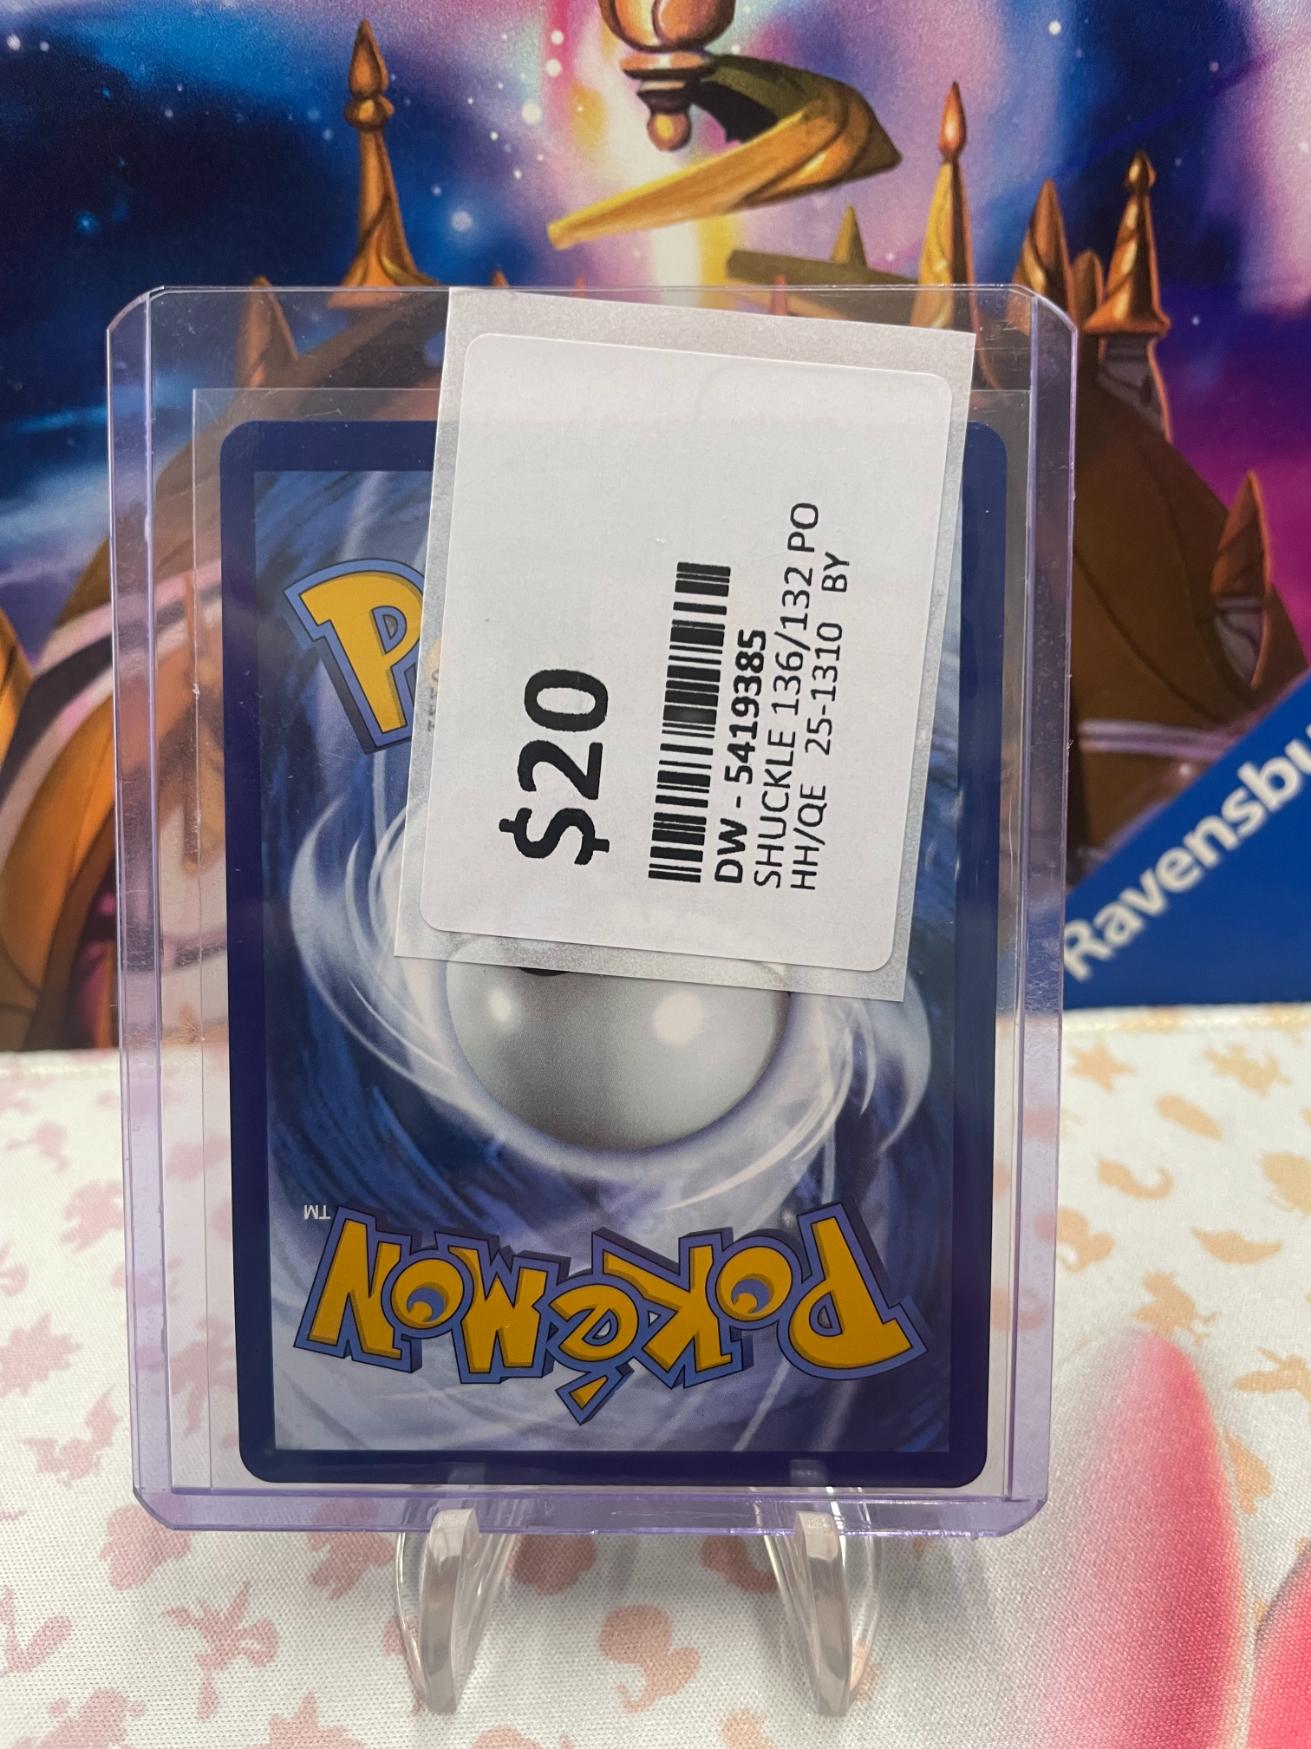 $20
DW - 5419385
SHUCKLE 136/132 PO
HH/QE 25-1310 BY
P
POKéMON
TM
Ravensbu